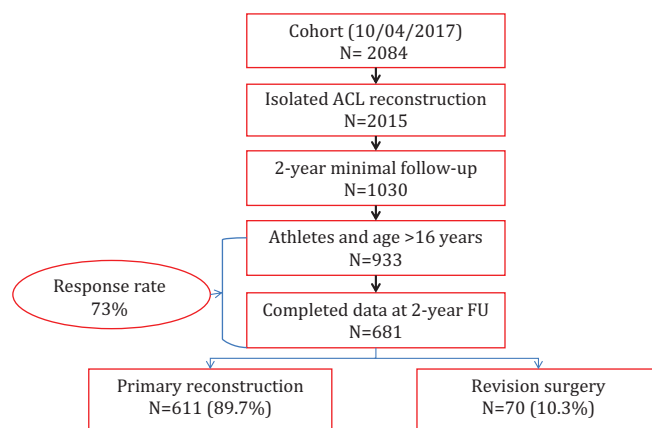 Cohort (10/04/2017)
N= 2084
Isolated ACL reconstruction
N=2015
2-year minimal follow-up
N=1030
Athletes and age >16 years
N=933
Response rate
73%
Completed data at 2-year FU
N=681
Primary reconstruction
N=611 (89.7%)
Revision surgery
N=70 (10.3%)